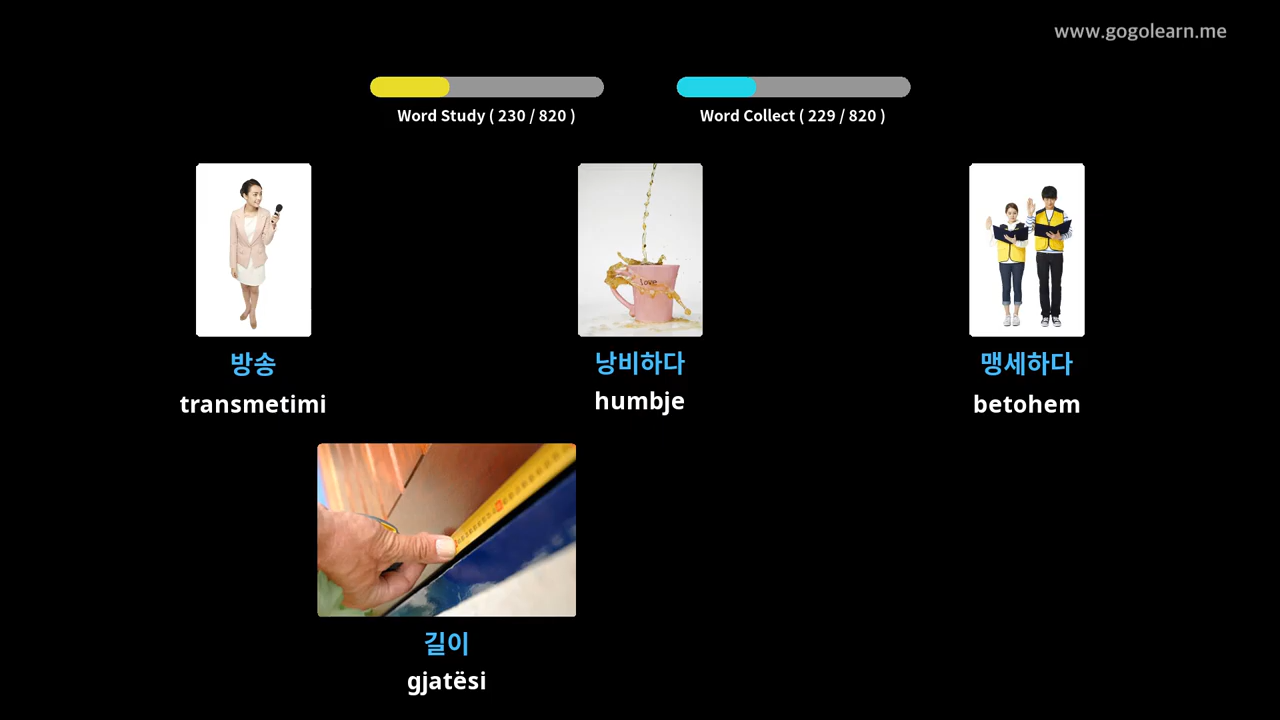 www.gogolearn.me
Word Study ( 230 / 820 )
Word Collect ( 229 / 820 )
love
방송
transmetimi
낭비하다
humbje
맹세하다
betohem
길이
gjatësi